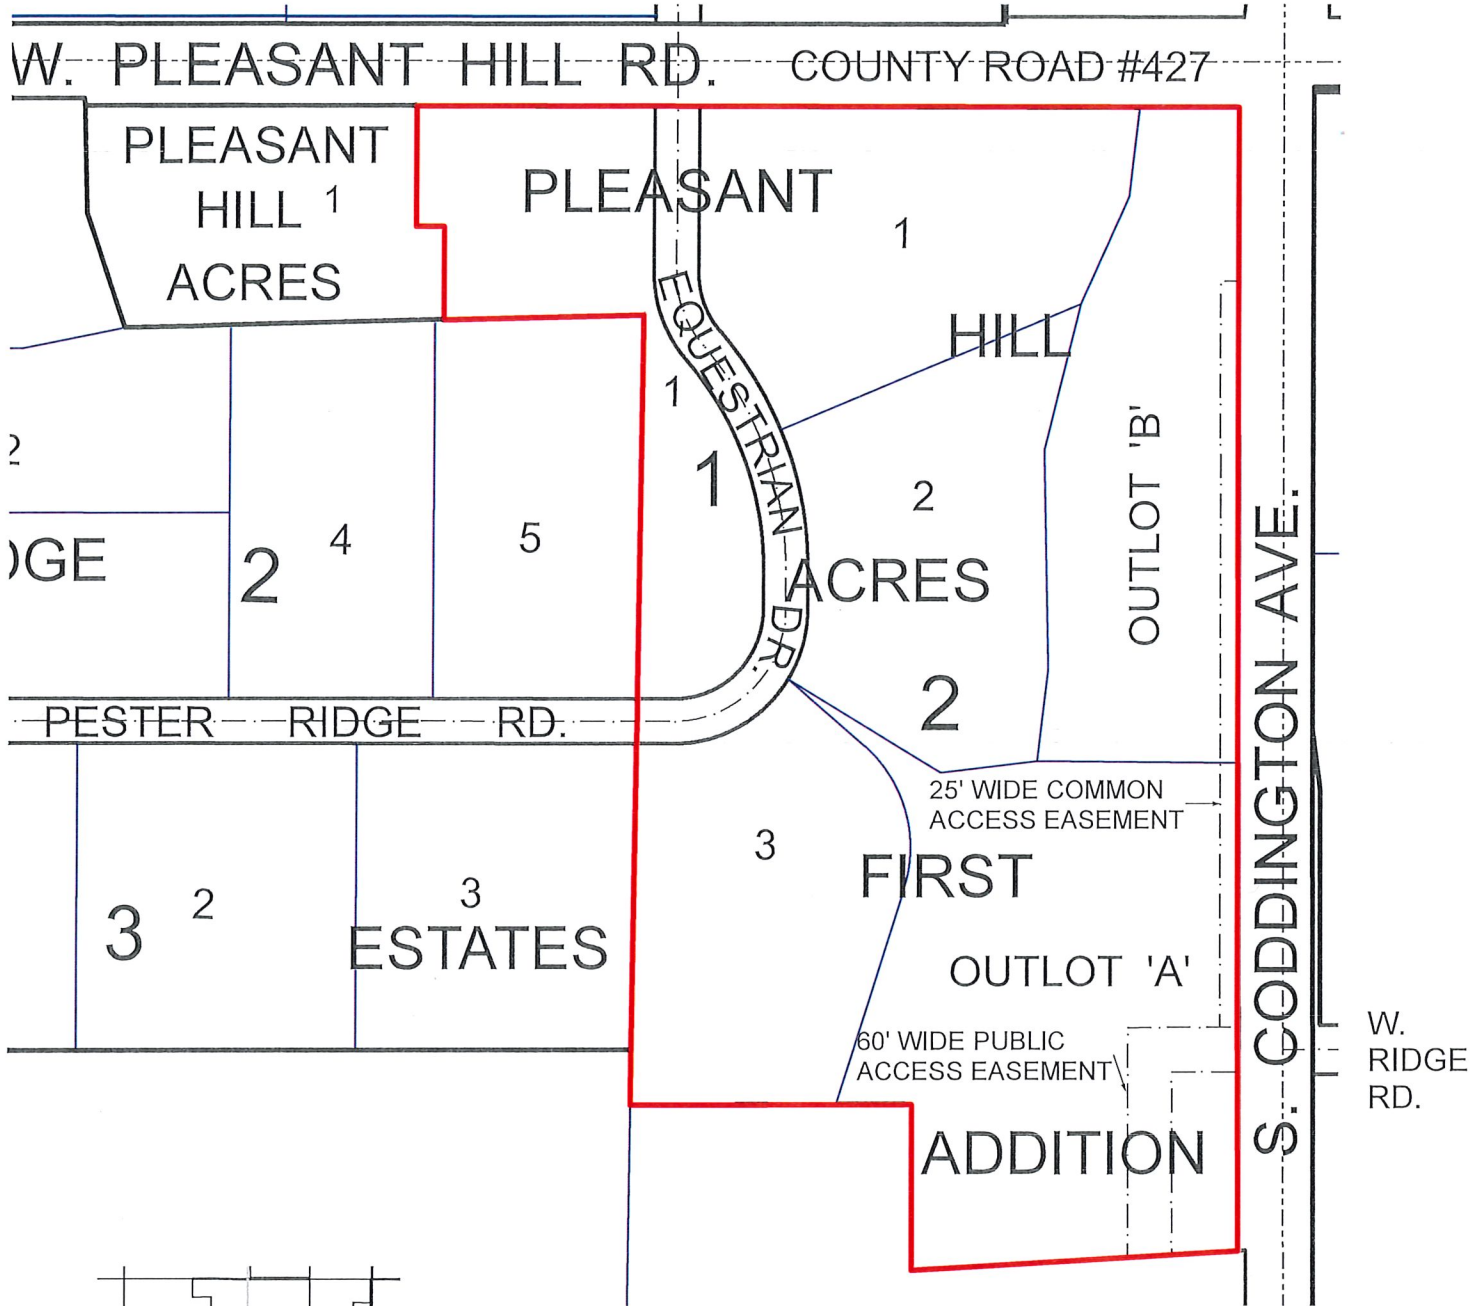 W. PLEASANT HILL RD. COUNTY ROAD #427
PLEASANT
HILL 1
ACRES
PLEASANT
1
HILL
EQUESTRIAN DR.
1
1
2
OUTLOT 'B'
2
4
5
2
DGE
ACRES
2
S. CODDINGTON AVE.
PESTER RIDGE RD.
25' WIDE COMMON
ACCESS EASEMENT
3
FIRST
3
2
3
ESTATES
OUTLOT 'A'
60' WIDE PUBLIC
ACCESS EASEMENT
W.
RIDGE
RD.
ADDITION